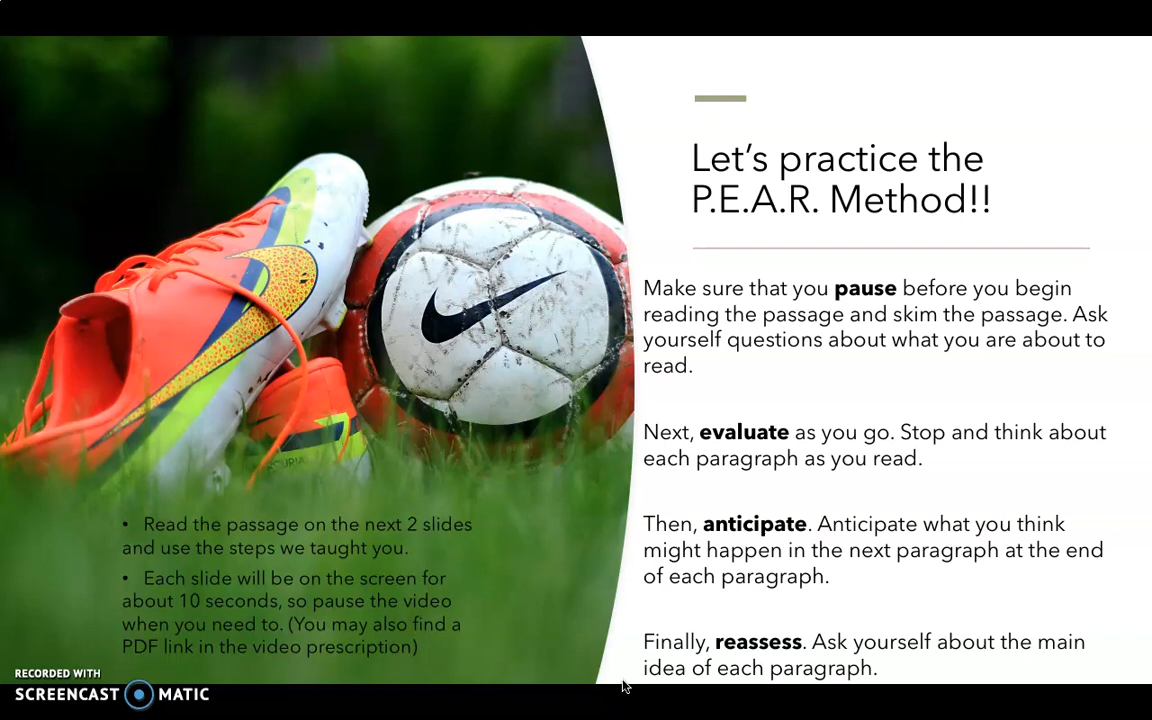 Let's practice the
P.E.A.R. Method!!
Make sure that you pause before you begin
reading the passage and skim the passage. Ask
yourself questions about what you are about to
read.
Next, evaluate as you go. Stop and think about
each paragraph as you read.
Then, anticipate. Anticipate what you think
might happen in the next paragraph at the end
of each paragraph.
Finally, reassess. Ask yourself about the main
idea of each paragraph.
• Read the passage on the next 2 slides
and use the steps we taught you.
• Each slide will be on the screen for
about 10 seconds, so pause the video
when you need to. (You may also find a
PDF link in the video prescription)
RECORDED WITH
SCREENCAST MATIC